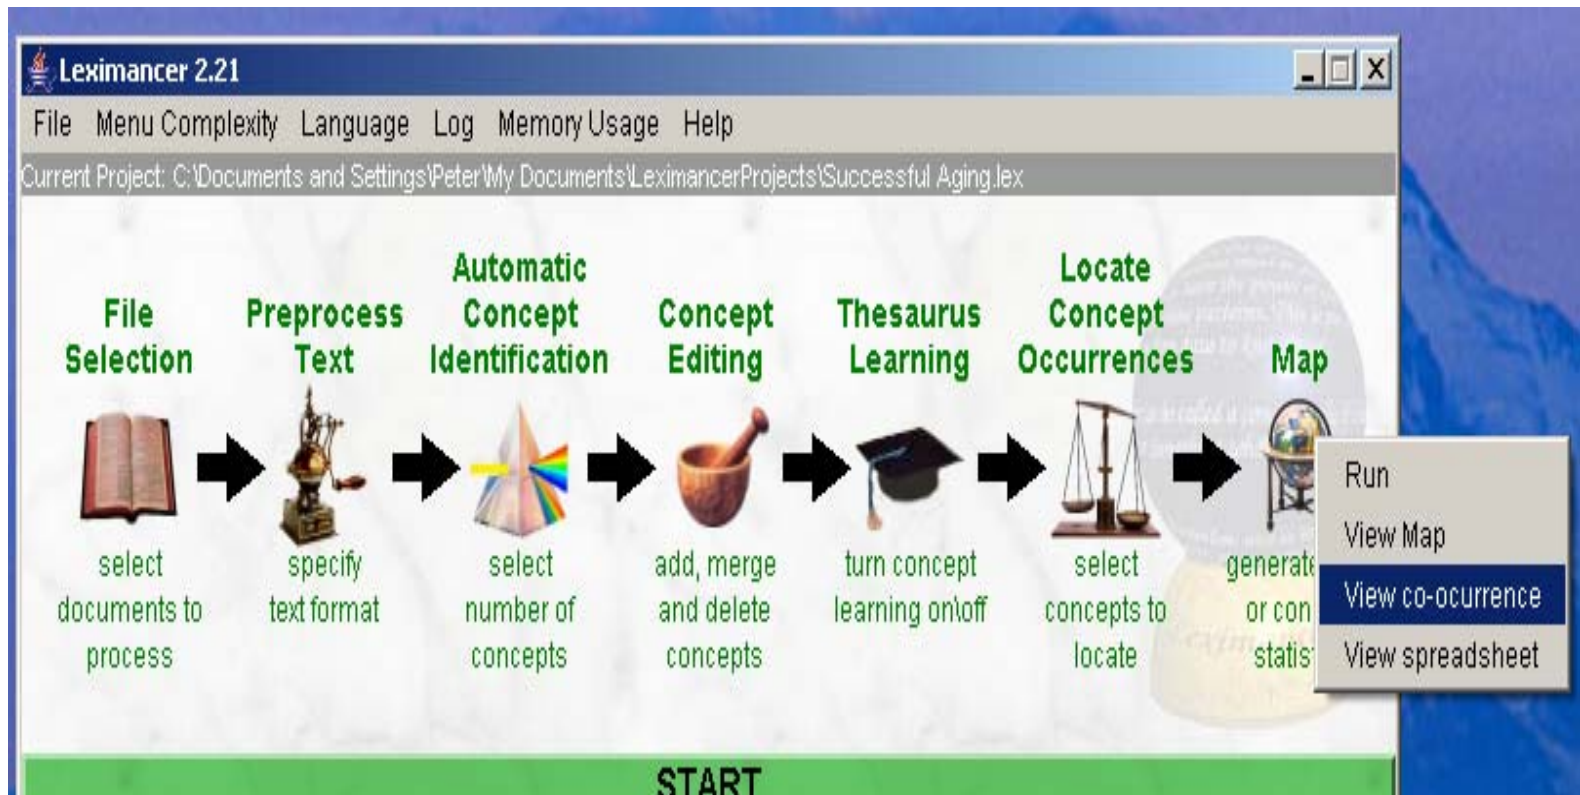 Leximancer 2.21
File Menu Complexity Language Log Memory Usage Help
Current Project: C:\Documents and Settings\Peter\My Documents\LeximancerProjects\Successful Aging.lex
File
Selection
select
documents to
process
Preprocess
Text
specify
text format
Automatic
Concept
Identification
select
number of
concepts
Concept
Editing
add, merge
and delete
concepts
Thesaurus
Learning
turn concept
learning on\off
Locate
Concept
Occurrences
select
concepts to
locate
Map
generate
or con
statis
Run
View Map
View co-ocurrence
View spreadsheet
START